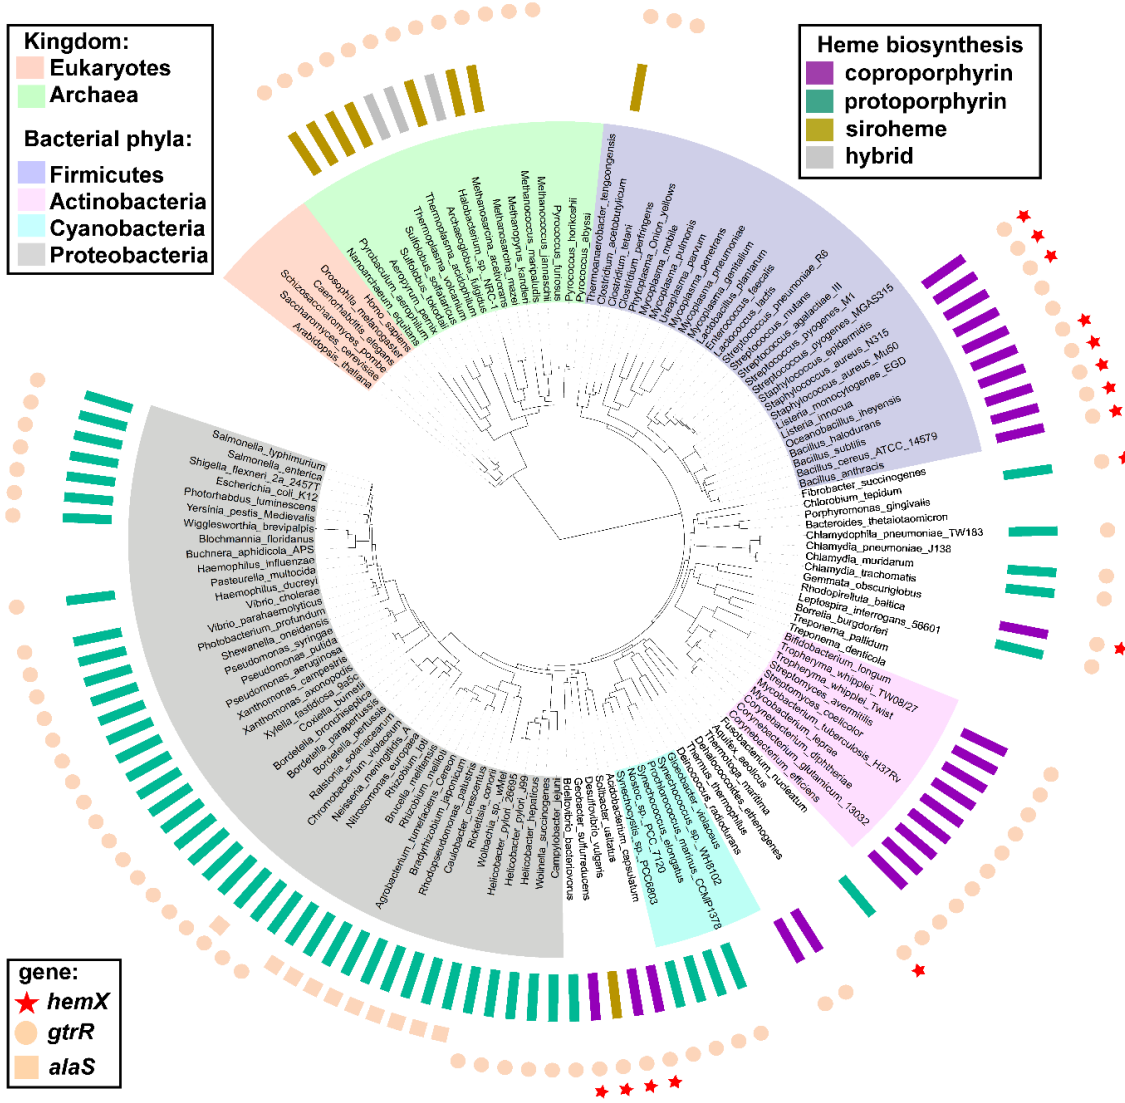 Kingdom:
Eukaryotes
Archaea
Bacterial phyla:
Firmicutes
Actinobacteria
Cyanobacteria
Proteobacteria
Heme biosynthesis
coproporphyrin
protoporphyrin
siroheme
hybrid
gene:
hemX
gtrR
alaS
Arabidopsis_thaliana
Saccharomyces_cerevisiae
Schizosaccharomyces_pombe
Caenorhabditis_elegans
Drosophila_melanogaster
Homo_sapiens
Nanoarchaeum_equitans
Pyrobaculum_aerophilum
Aeropyrum_pernix
Sulfolobus_tokodaii
Sulfolobus_solfataricus
Thermoplasma_volcanium
Thermoplasma_acidophilum
Archaeoglobus_fulgidus
Halobacterium_sp._NRC-1
Methanosarcina_acetivorans
Methanosarcina_mazei
Methanopyrus_kandleri
Methanococcus_maripaludis
Methanococcus_jannaschii
Pyrococcus_furiosus
Pyrococcus_horikoshii
Pyrococcus_abyssi
Thermoanaerobacter_tengcongensis
Clostridium_acetobutylicum
Clostridium_tetani
Clostridium_perfringens
Phytoplasma_Onion_yellows
Mycoplasma_mobile
Mycoplasma_pulmonis
Ureaplasma_parvum
Mycoplasma_penetrans
Mycoplasma_pneumoniae
Mycoplasma_genitalium
Lactobacillus_plantarum
Enterococcus_faecalis
Lactococcus_lactis
Streptococcus_pneumoniae_R6
Streptococcus_mutans
Streptococcus_agalactiae_III
Streptococcus_pyogenes_M1
Streptococcus_pyogenes_MGAS315
Staphylococcus_epidermidis
Staphylococcus_aureus_N315
Staphylococcus_aureus_Mu50
Listeria_monocytogenes_EGD
Listeria_innocua
Oceanobacillus_iheyensis
Bacillus_halodurans
Bacillus_subtilis
Bacillus_cereus_ATCC_14579
Bacillus_anthracis
Fibrobacter_succinogenes
Chlorobium_tepidum
Porphyromonas_gingivalis
Bacteroides_thetaiotaomicron
Chlamydophila_pneumoniae_TW183
Chlamydia_pneumoniae_J138
Chlamydia_muridarum
Chlamydia_trachomatis
Gemmata_obscuriglobus
Rhodopirellula_baltica
Leptospira_interrogans_56601
Borrelia_burgdorferi
Treponema_pallidum
Treponema_denticola
Bifidobacterium_longum
Tropheryma_whipplei_TW08/27
Tropheryma_whipplei_Twist
Streptomyces_avermitilis
Streptomyces_coelicolor
Mycobacterium_tuberculosis_H37Rv
Mycobacterium_leprae
Corynebacterium_diphtheriae
Corynebacterium_glutamicum_13032
Corynebacterium_efficiens
Fusobacterium_nucleatum
Aquifex_aeolicus
Thermotoga_maritima
Dehalococcoides_ethenogenes
Thermus_thermophilus
Deinococcus_radiodurans
Gloeobacter_violaceus
Synechococcus_sp._WH8102
Prochlorococcus_marinus_CCMP1378
Synechococcus_elongatus
Nostoc_sp._PCC_7120
Synechocystis_sp._PCC6803
Acidobacterium_capsulatum
Solibacter_usitatus
Desulfovibrio_vulgaris
Geobacter_sulfurreducens
Bdellovibrio_bacteriovorus
Campylobacter_jejuni
Wolinella_succinogenes
Helicobacter_hepaticus
Helicobacter_pylori_J99
Helicobacter_pylori_26695
Wolbachia_sp._wMel
Rickettsia_conorii
Caulobacter_crescentus
Rhodopseudomonas_palustris
Bradyrhizobium_japonicum
Agrobacterium_tumefaciens_Cereon
Rhizobium_meliloti
Brucella_melitensis
Rhizobium_loti
Nitrosomonas_europaea
Neisseria_meningitidis_A
Chromobacterium_violaceum
Ralstonia_solanacearum
Bordetella_pertussis
Bordetella_parapertussis
Bordetella_bronchiseptica
Coxiella_burnetii
Xylella_fastidiosa_9a5c
Xanthomonas_axonopodis
Xanthomonas_campestris
Pseudomonas_aeruginosa
Pseudomonas_putida
Pseudomonas_syringae
Shewanella_oneidensis
Photobacterium_profundum
Vibrio_parahaemolyticus
Vibrio_cholerae
Haemophilus_ducreyi
Pasteurella_multocida
Haemophilus_influenzae
Buchnera_aphidicola_APS
Blochmannia_floridanus
Wigglesworthia_brevipalpis
Yersinia_pestis_Medievalis
Photorhabdus_luminescens
Escherichia_coli_K12
Shigella_flexneri_2a_2457T
Salmonella_enterica
Salmonella_typhimurium